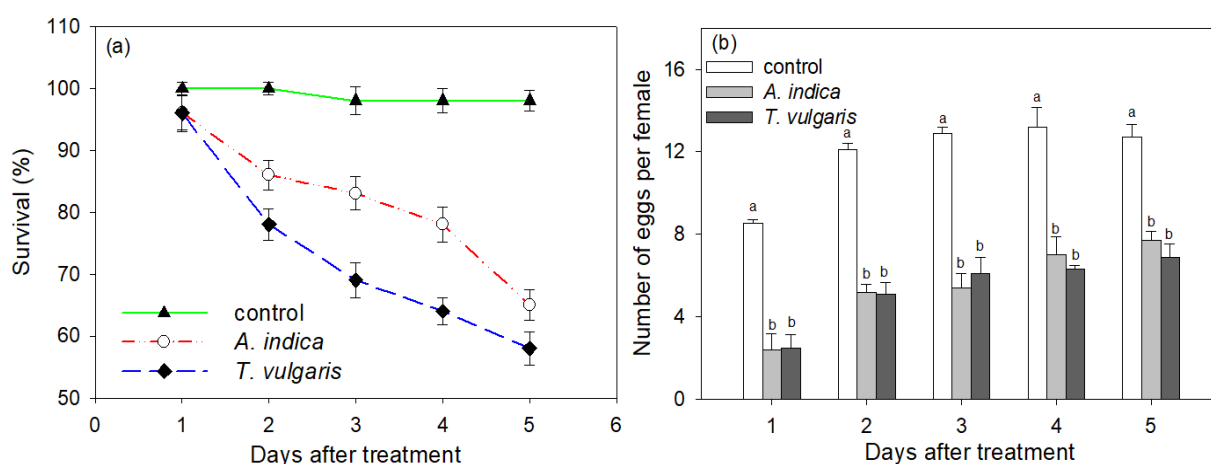 (a)
Survival (%)
110
100
90
80
70
60
50
control
A. indica
T. vulgaris
0 1 2 3 4 5 6
Days after treatment
(b)
Number of eggs per female
16
12
8
4
0
control
A. indica
T. vulgaris
a
b b
a
b b
a
b b
a
b b
a
b b
1 2 3 4 5
Days after treatment